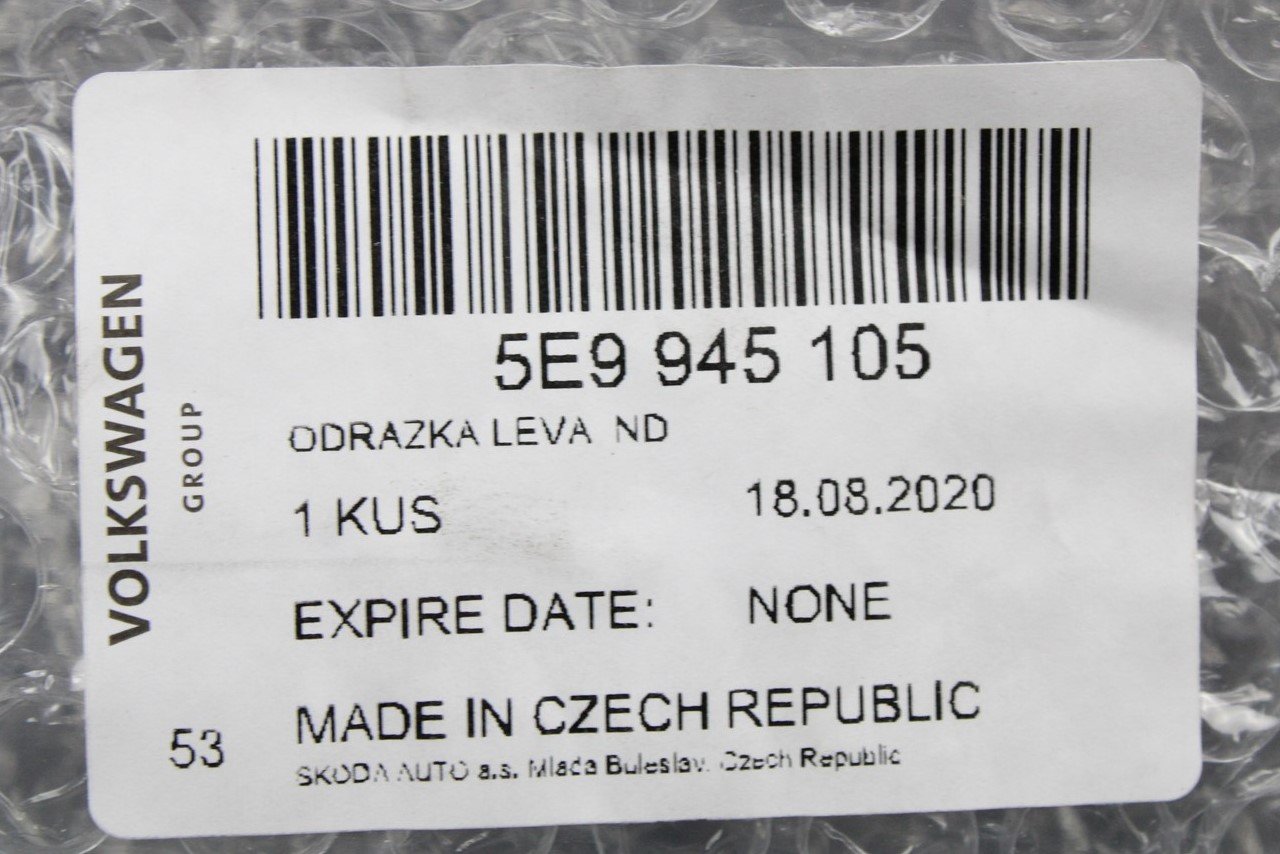 VOLKSWAGEN
GROUP
5E9 945 105
ODRAZKA LEVA ND
1 KUS 18.08.2020
EXPIRE DATE: NONE
53 MADE IN CZECH REPUBLIC
SKODA AUTO a.s. Mlada Boleslav, Czech Republic